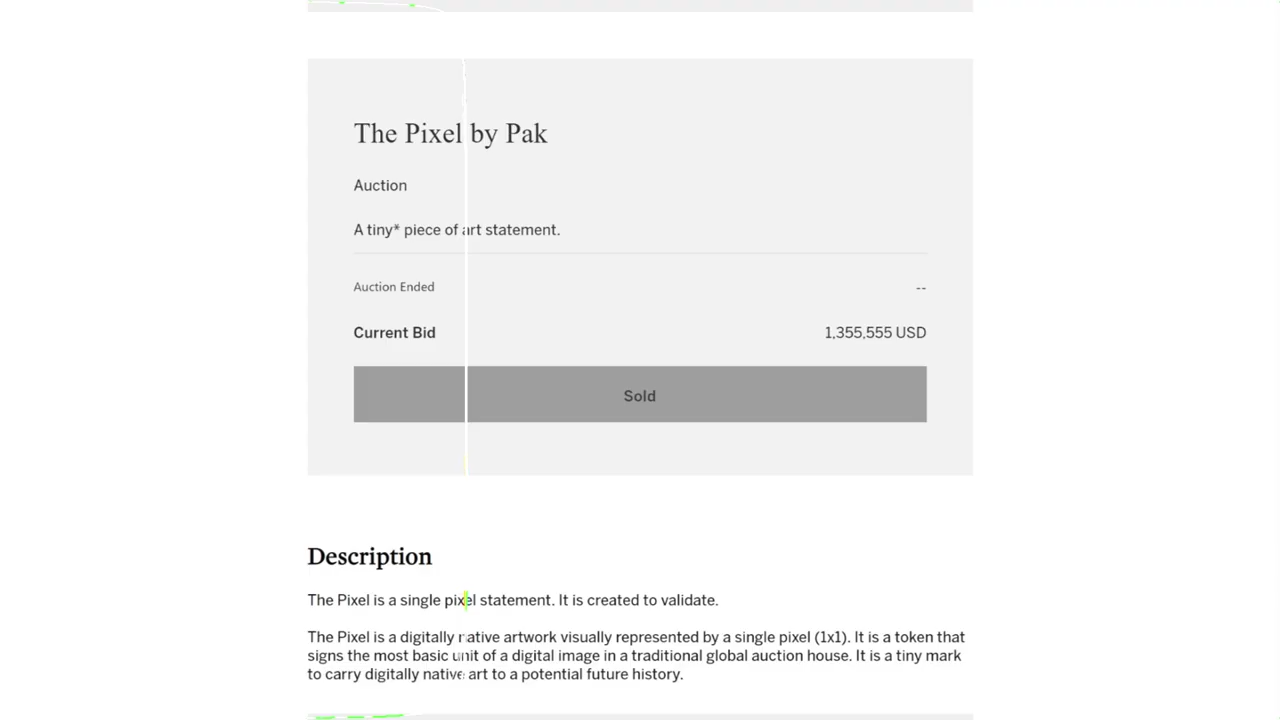 The Pixel by Pak
Auction
A tiny* piece of art statement.
Auction Ended --
Current Bid 1,355,555 USD
Sold
Description
The Pixel is a single pixel statement. It is created to validate.
The Pixel is a digitally native artwork visually represented by a single pixel (1x1). It is a token that
signs the most basic unit of a digital image in a traditional global auction house. It is a tiny mark
to carry digitally native art to a potential future history.